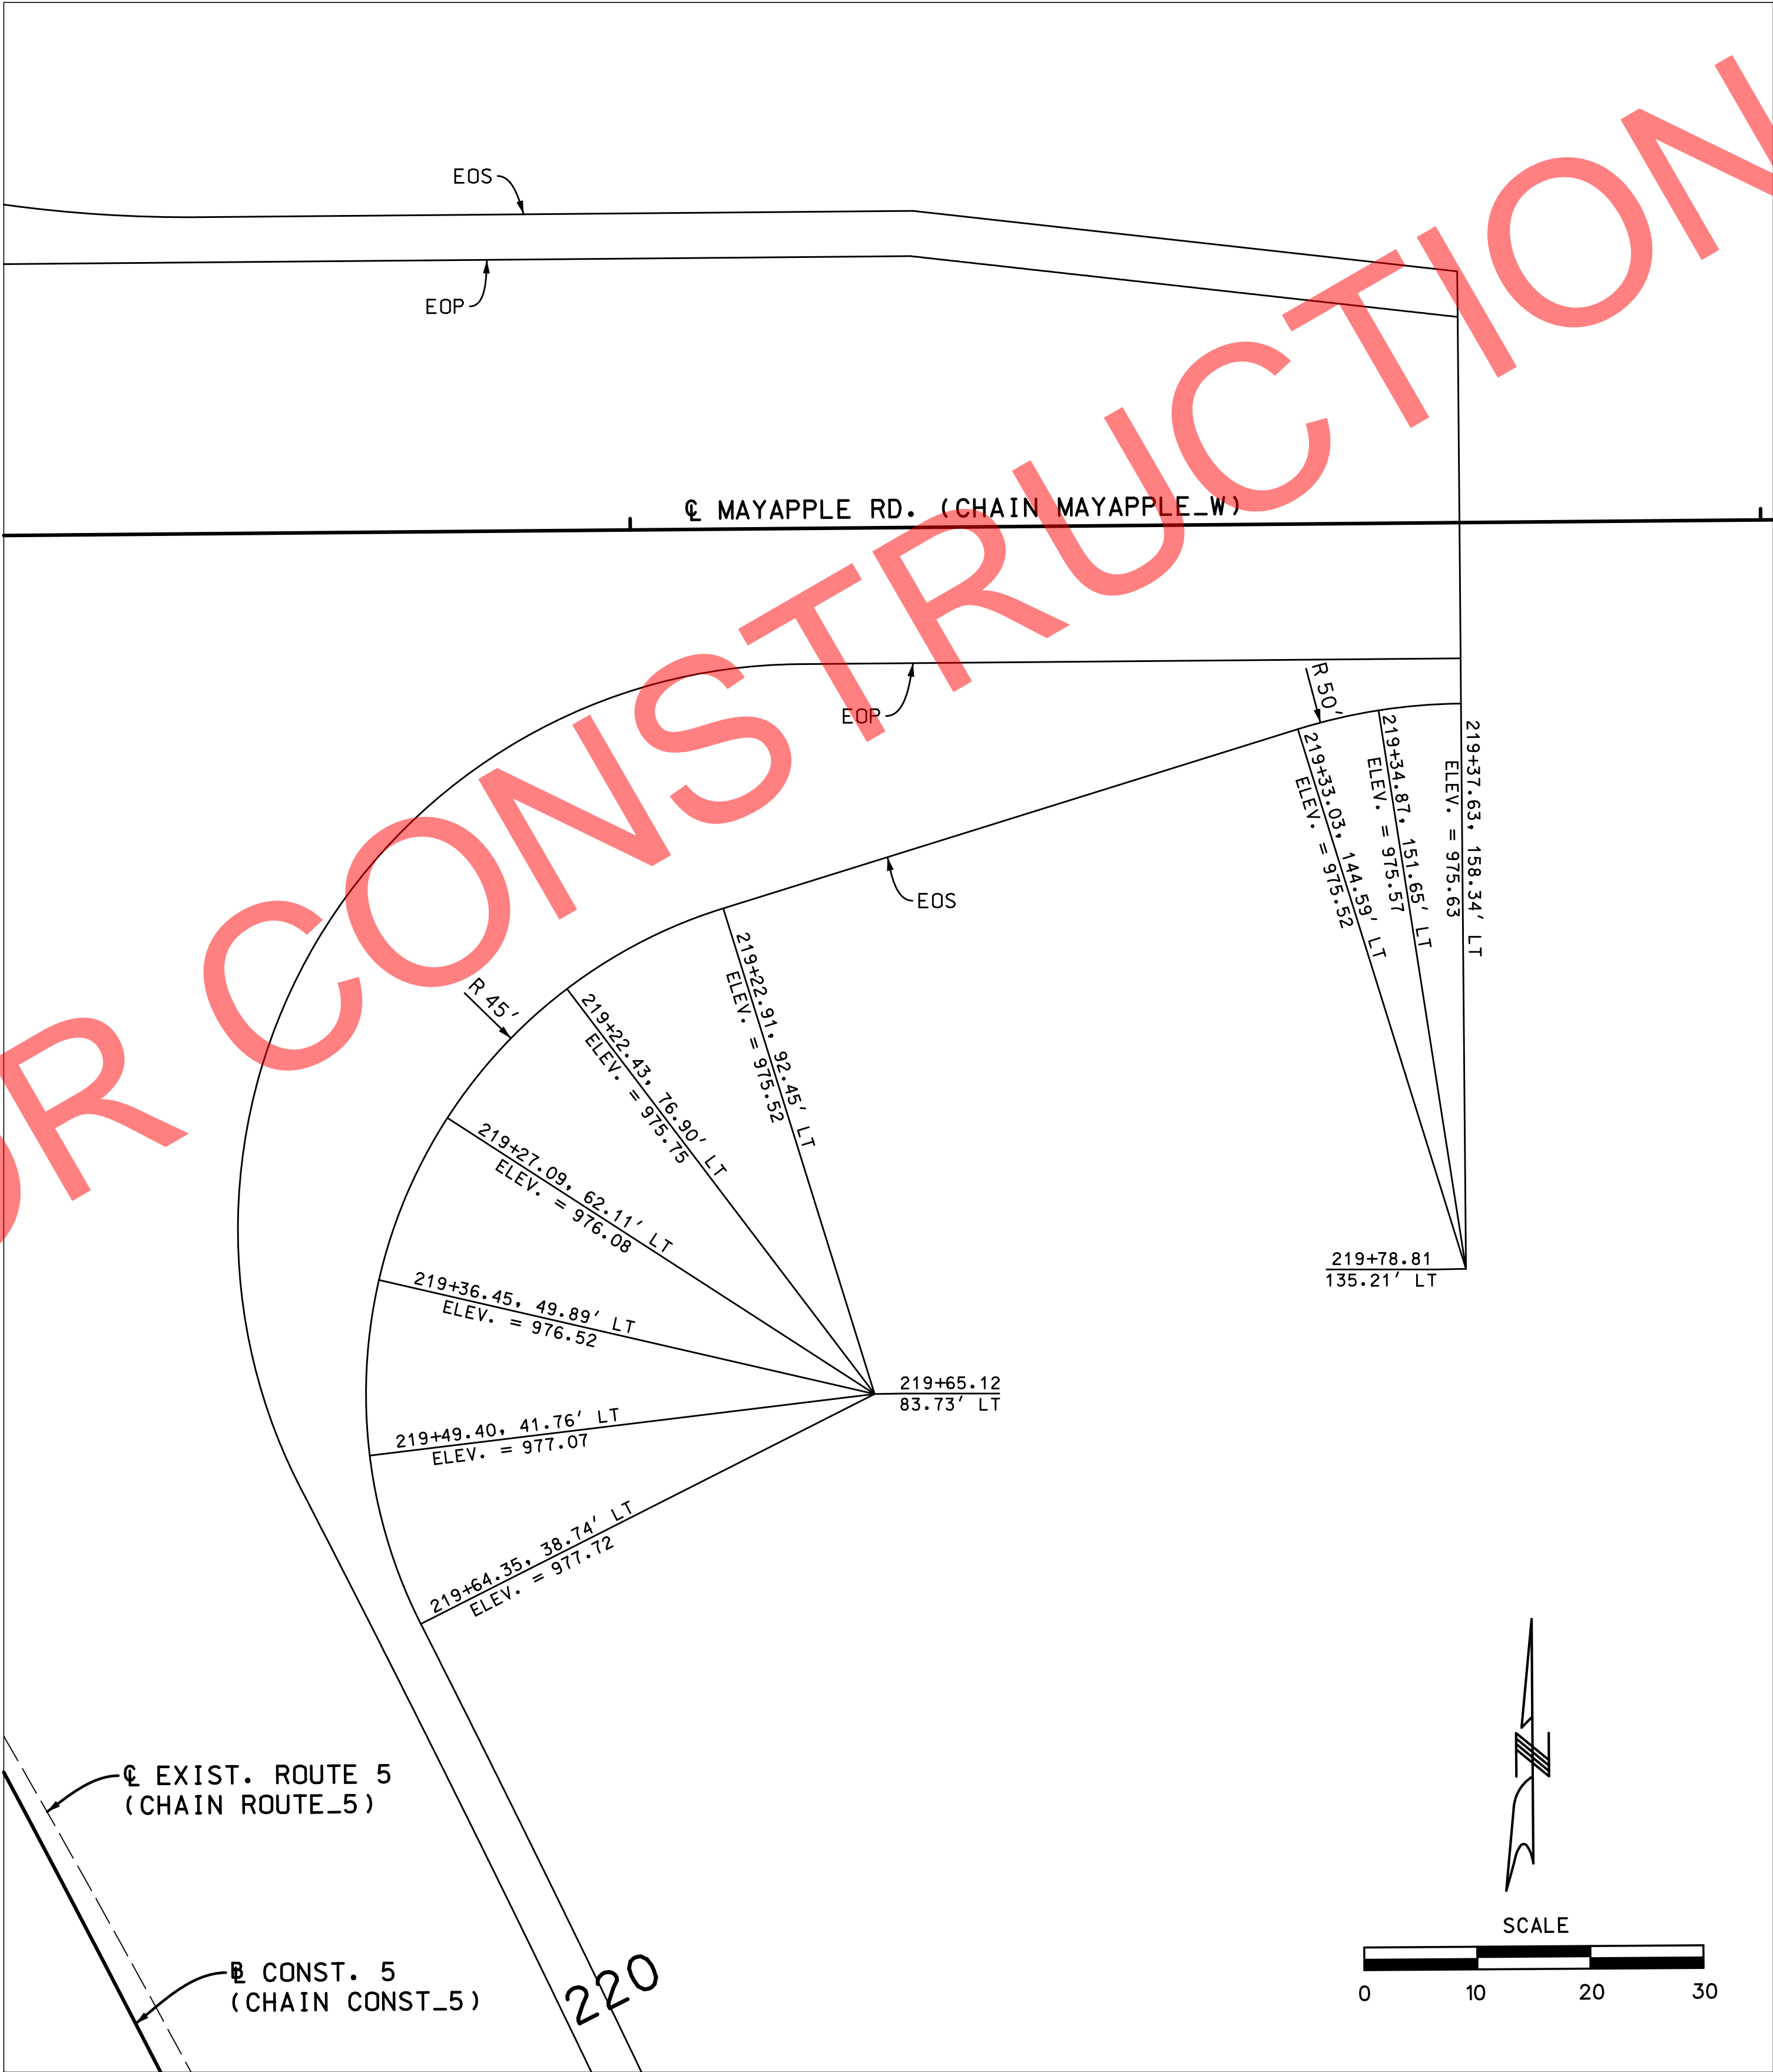 EOS
EOP
℄ MAYAPPLE RD. (CHAIN MAYAPPLE_W)
EOP
R 50'
219+37.63, 158.34' LT
ELEV. = 975.63
219+34.87, 151.65' LT
ELEV. = 975.57
219+33.03, 144.59' LT
ELEV. = 975.52
EOS
R 45'
219+22.91, 92.45' LT
ELEV. = 975.52
219+22.43, 76.90' LT
ELEV. = 975.75
219+27.09, 62.11' LT
ELEV. = 976.08
219+36.45, 49.89' LT
ELEV. = 976.52
219+49.40, 41.76' LT
ELEV. = 977.07
219+64.35, 38.74' LT
ELEV. = 977.72
219+65.12
83.73' LT
219+78.81
135.21' LT
℄ EXIST. ROUTE 5
(CHAIN ROUTE_5)
BL CONST. 5
(CHAIN CONST_5)
220
N
SCALE
0 10 20 30
OR CONSTRUCTION